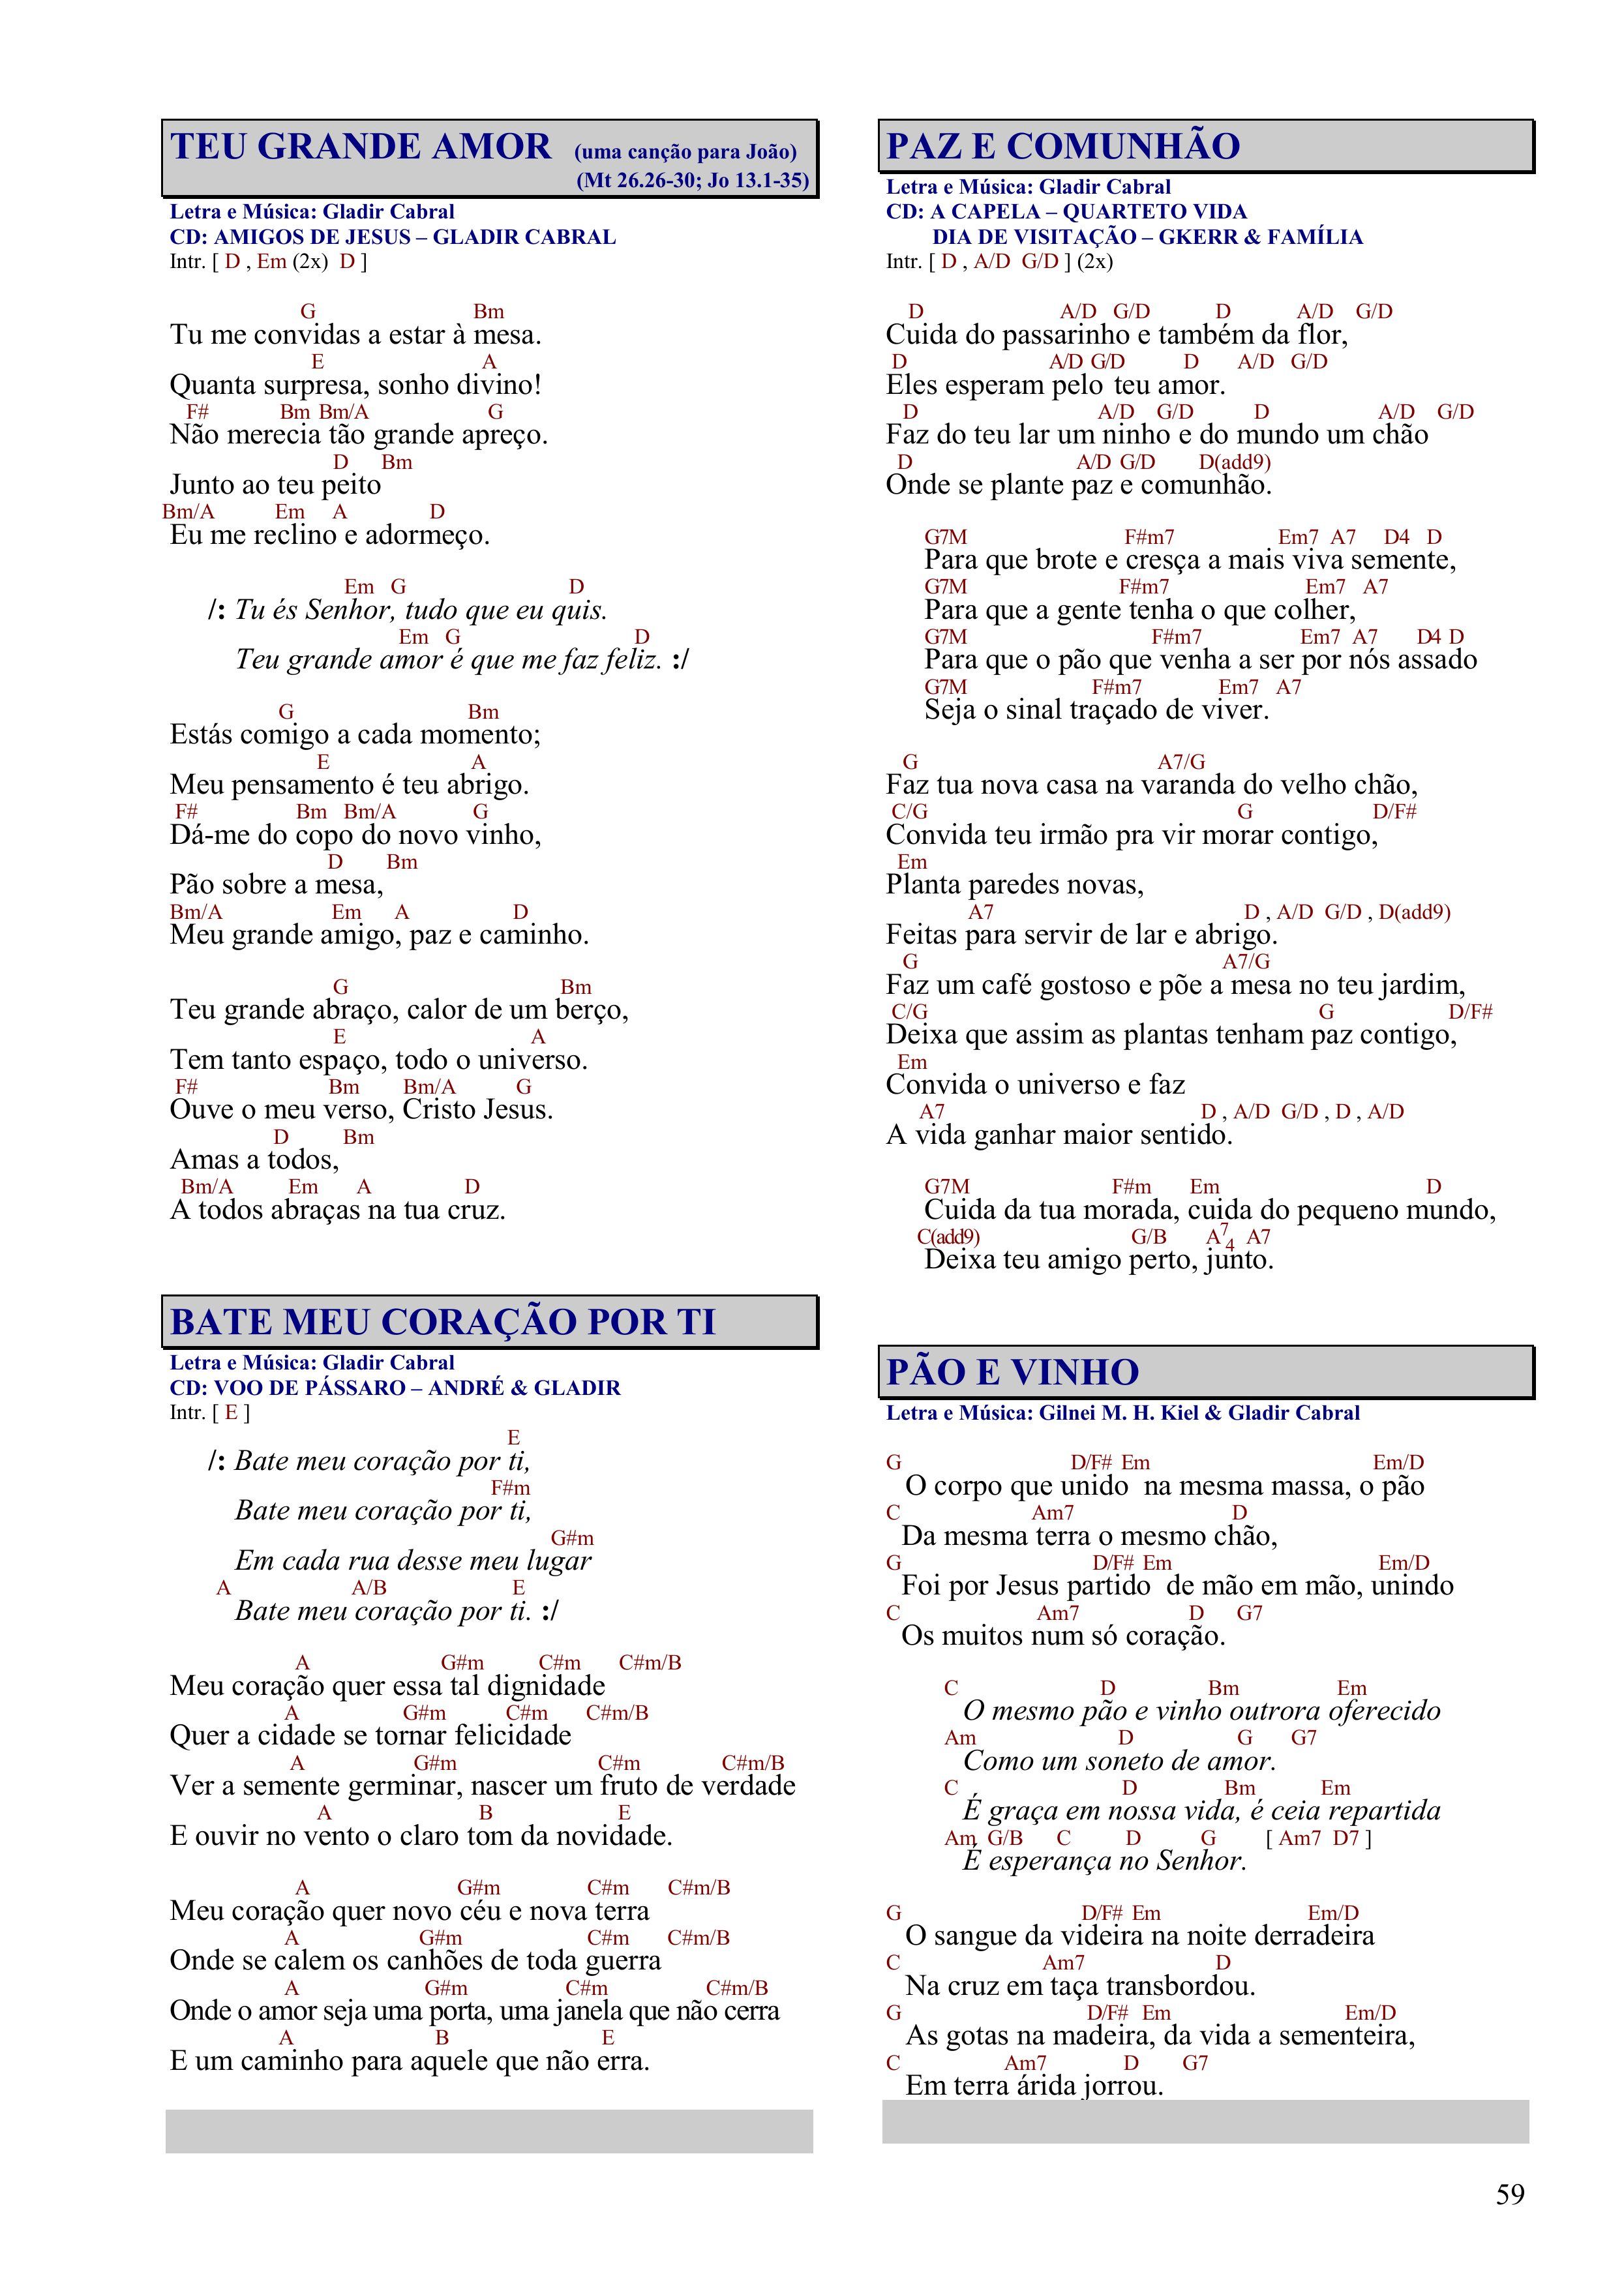 TEU GRANDE AMOR (uma canção para João)
(Mt 26.26-30; Jo 13.1-35)
Letra e Música: Gladir Cabral
CD: AMIGOS DE JESUS – GLADIR CABRAL
Intr. [ D , Em (2x) D ]
G Bm
Tu me convidas a estar à mesa.
E A
Quanta surpresa, sonho divino!
F# Bm Bm/A G
Não merecia tão grande apreço.
D Bm
Junto ao teu peito
Bm/A Em A D
Eu me reclino e adormeço.
Em G D
/: Tu és Senhor, tudo que eu quis.
Em G D
Teu grande amor é que me faz feliz. :/
G Bm
Estás comigo a cada momento;
E A
Meu pensamento é teu abrigo.
F# Bm Bm/A G
Dá-me do copo do novo vinho,
D Bm
Pão sobre a mesa,
Bm/A Em A D
Meu grande amigo, paz e caminho.
G Bm
Teu grande abraço, calor de um berço,
E A
Tem tanto espaço, todo o universo.
F# Bm Bm/A G
Ouve o meu verso, Cristo Jesus.
D Bm
Amas a todos,
Bm/A Em A D
A todos abraças na tua cruz.
BATE MEU CORAÇÃO POR TI
Letra e Música: Gladir Cabral
CD: VOO DE PÁSSARO – ANDRÉ & GLADIR
Intr. [ E ]
E
/: Bate meu coração por ti,
F#m
Bate meu coração por ti,
G#m
Em cada rua desse meu lugar
A A/B E
Bate meu coração por ti. :/
A G#m C#m C#m/B
Meu coração quer essa tal dignidade
A G#m C#m C#m/B
Quer a cidade se tornar felicidade
A G#m C#m C#m/B
Ver a semente germinar, nascer um fruto de verdade
A B E
E ouvir no vento o claro tom da novidade.
A G#m C#m C#m/B
Meu coração quer novo céu e nova terra
A G#m C#m C#m/B
Onde se calem os canhões de toda guerra
A G#m C#m C#m/B
Onde o amor seja uma porta, uma janela que não cerra
A B E
E um caminho para aquele que não erra.
PAZ E COMUNHÃO
Letra e Música: Gladir Cabral
CD: A CAPELA – QUARTETO VIDA
DIA DE VISITAÇÃO – GKERR & FAMÍLIA
Intr. [ D , A/D G/D ] (2x)
D A/D G/D D A/D G/D
Cuida do passarinho e também da flor,
D A/D G/D D A/D G/D
Eles esperam pelo teu amor.
D A/D G/D D A/D G/D
Faz do teu lar um ninho e do mundo um chão
D A/D G/D D(add9)
Onde se plante paz e comunhão.
G7M F#m7 Em7 A7 D4 D
Para que brote e cresça a mais viva semente,
G7M F#m7 Em7 A7
Para que a gente tenha o que colher,
G7M F#m7 Em7 A7 D4 D
Para que o pão que venha a ser por nós assado
G7M F#m7 Em7 A7
Seja o sinal traçado de viver.
G A7/G
Faz tua nova casa na varanda do velho chão,
C/G G D/F#
Convida teu irmão pra vir morar contigo,
Em
Planta paredes novas,
A7 D , A/D G/D , D(add9)
Feitas para servir de lar e abrigo.
G A7/G
Faz um café gostoso e põe a mesa no teu jardim,
C/G G D/F#
Deixa que assim as plantas tenham paz contigo,
Em
Convida o universo e faz
A7 D , A/D G/D , D , A/D
A vida ganhar maior sentido.
G7M F#m Em D
Cuida da tua morada, cuida do pequeno mundo,
C(add9) G/B A7 4 A7
Deixa teu amigo perto, junto.
PÃO E VINHO
Letra e Música: Gilnei M. H. Kiel & Gladir Cabral
G D/F# Em Em/D
O corpo que unido na mesma massa, o pão
C Am7 D
Da mesma terra o mesmo chão,
G D/F# Em Em/D
Foi por Jesus partido de mão em mão, unindo
C Am7 D G7
Os muitos num só coração.
C D Bm Em
O mesmo pão e vinho outrora oferecido
Am D G G7
Como um soneto de amor.
C D Bm Em
É graça em nossa vida, é ceia repartida
Am G/B C D G [ Am7 D7 ]
É esperança no Senhor.
G D/F# Em Em/D
O sangue da videira na noite derradeira
C Am7 D
Na cruz em taça transbordou.
G D/F# Em Em/D
As gotas na madeira, da vida a sementeira,
C Am7 D G7
Em terra árida jorrou.
59